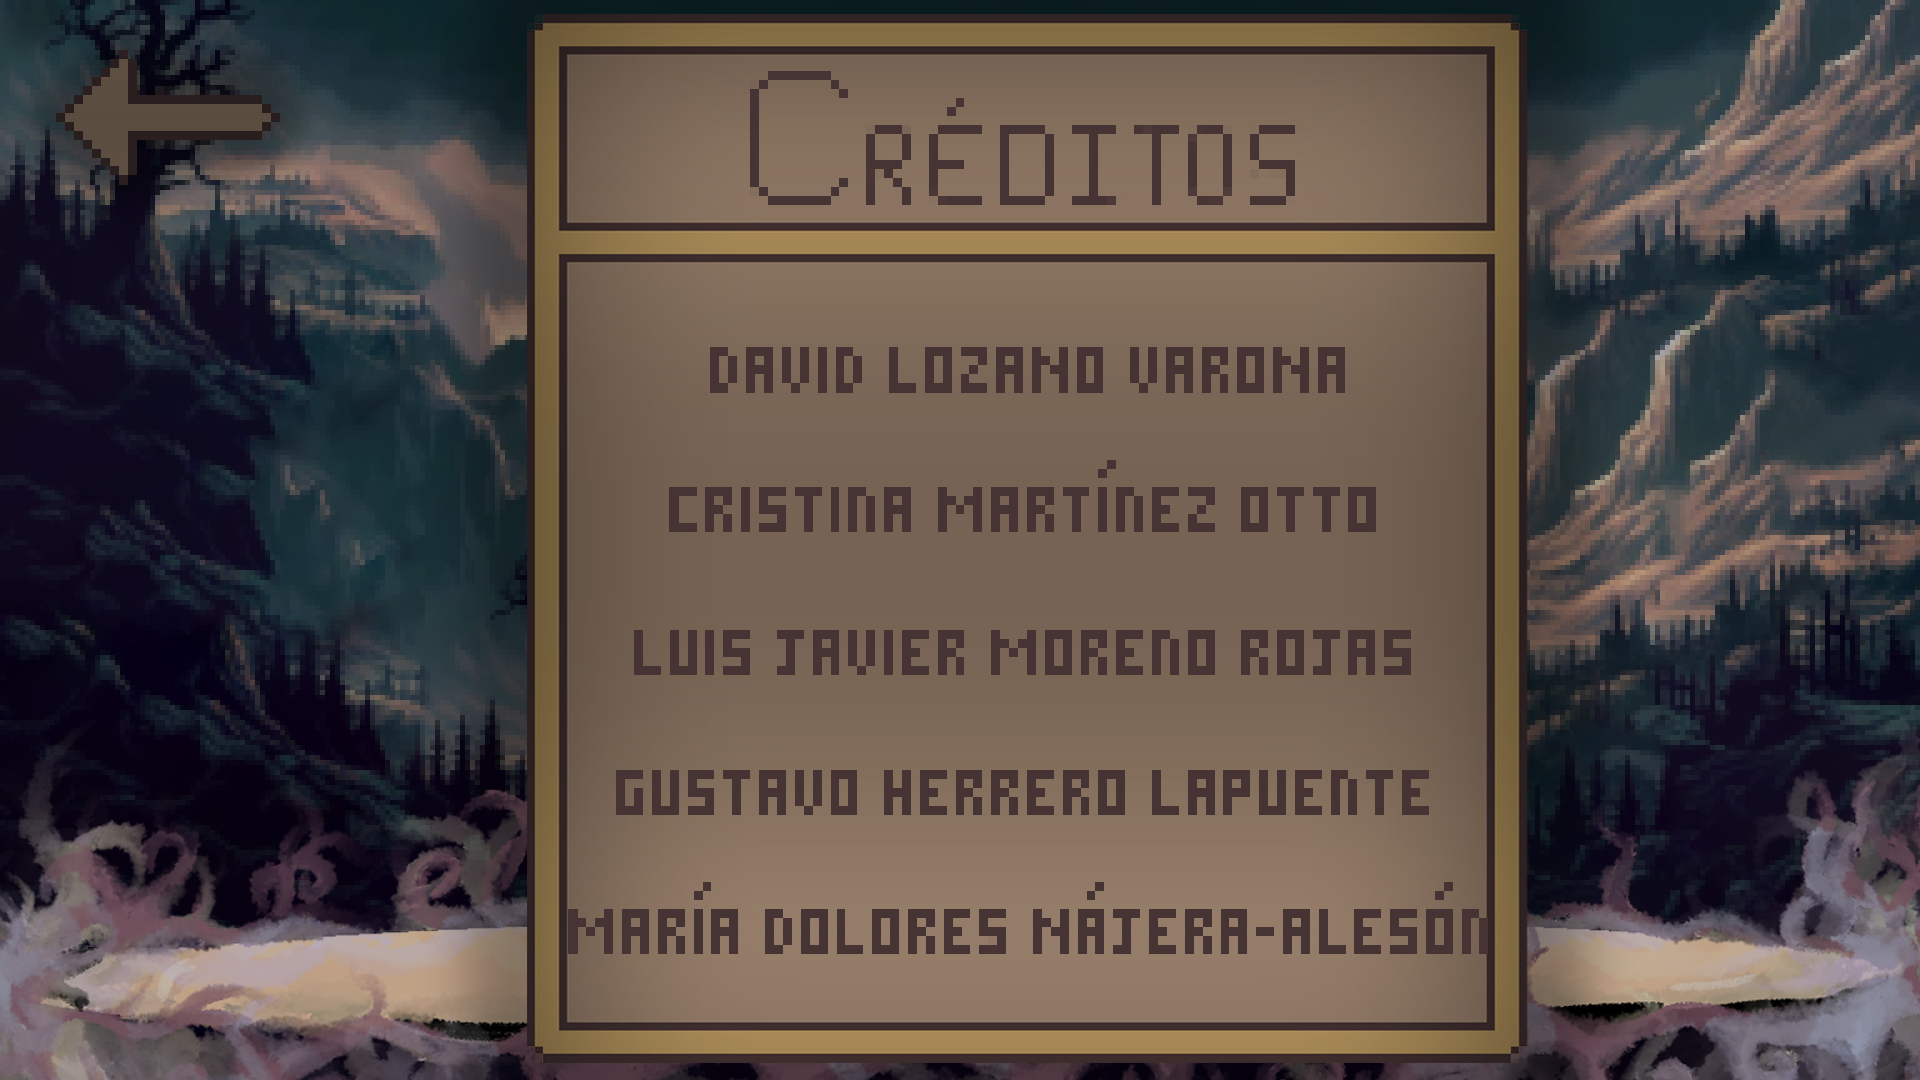 CRÉDITOS
DAVID LOZANO VARONA
CRISTINA MARTÍNEZ OTTO
LUIS JAVIER MORENO ROJAS
GUSTAVO HERRERO LAPUENTE
MARÍA DOLORES NÁJERA-ALESÓN